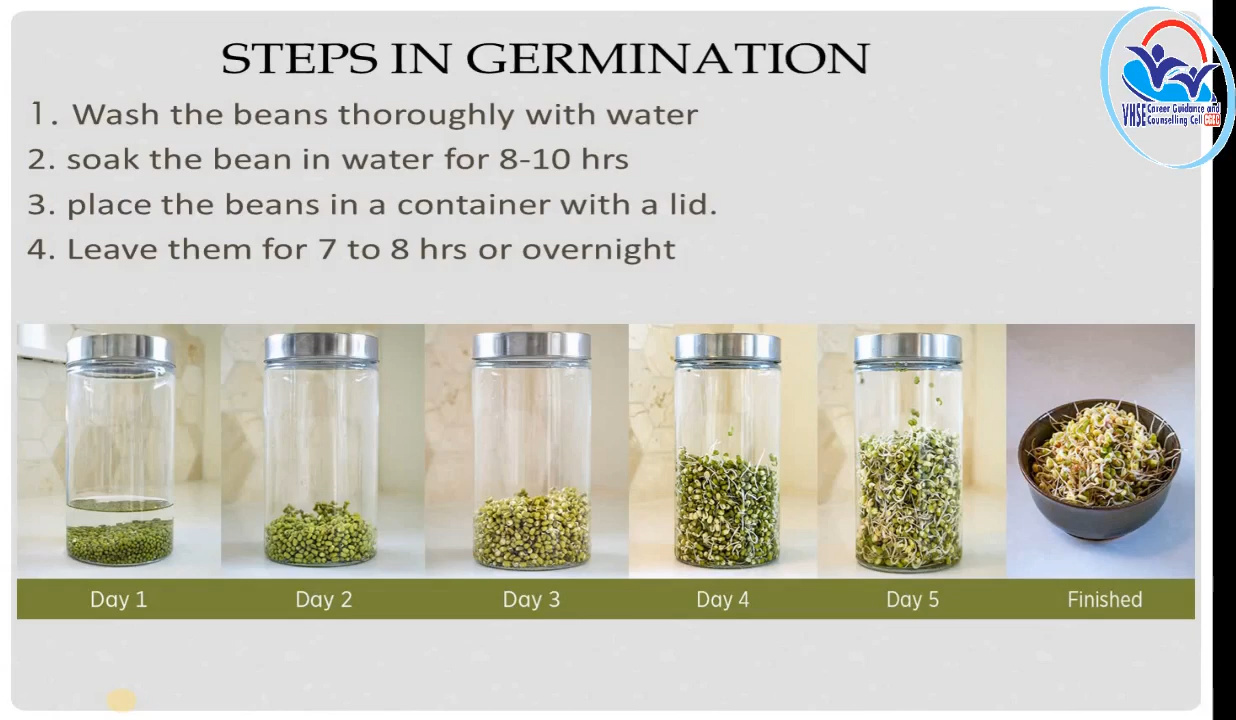 STEPS IN GERMINATION
1. Wash the beans thoroughly with water
2. soak the bean in water for 8-10 hrs
3. place the beans in a container with a lid.
4. Leave them for 7 to 8 hrs or overnight
VHSE Career Guidance and
Counselling Cell CGCC
Day 1 Day 2 Day 3 Day 4 Day 5 Finished